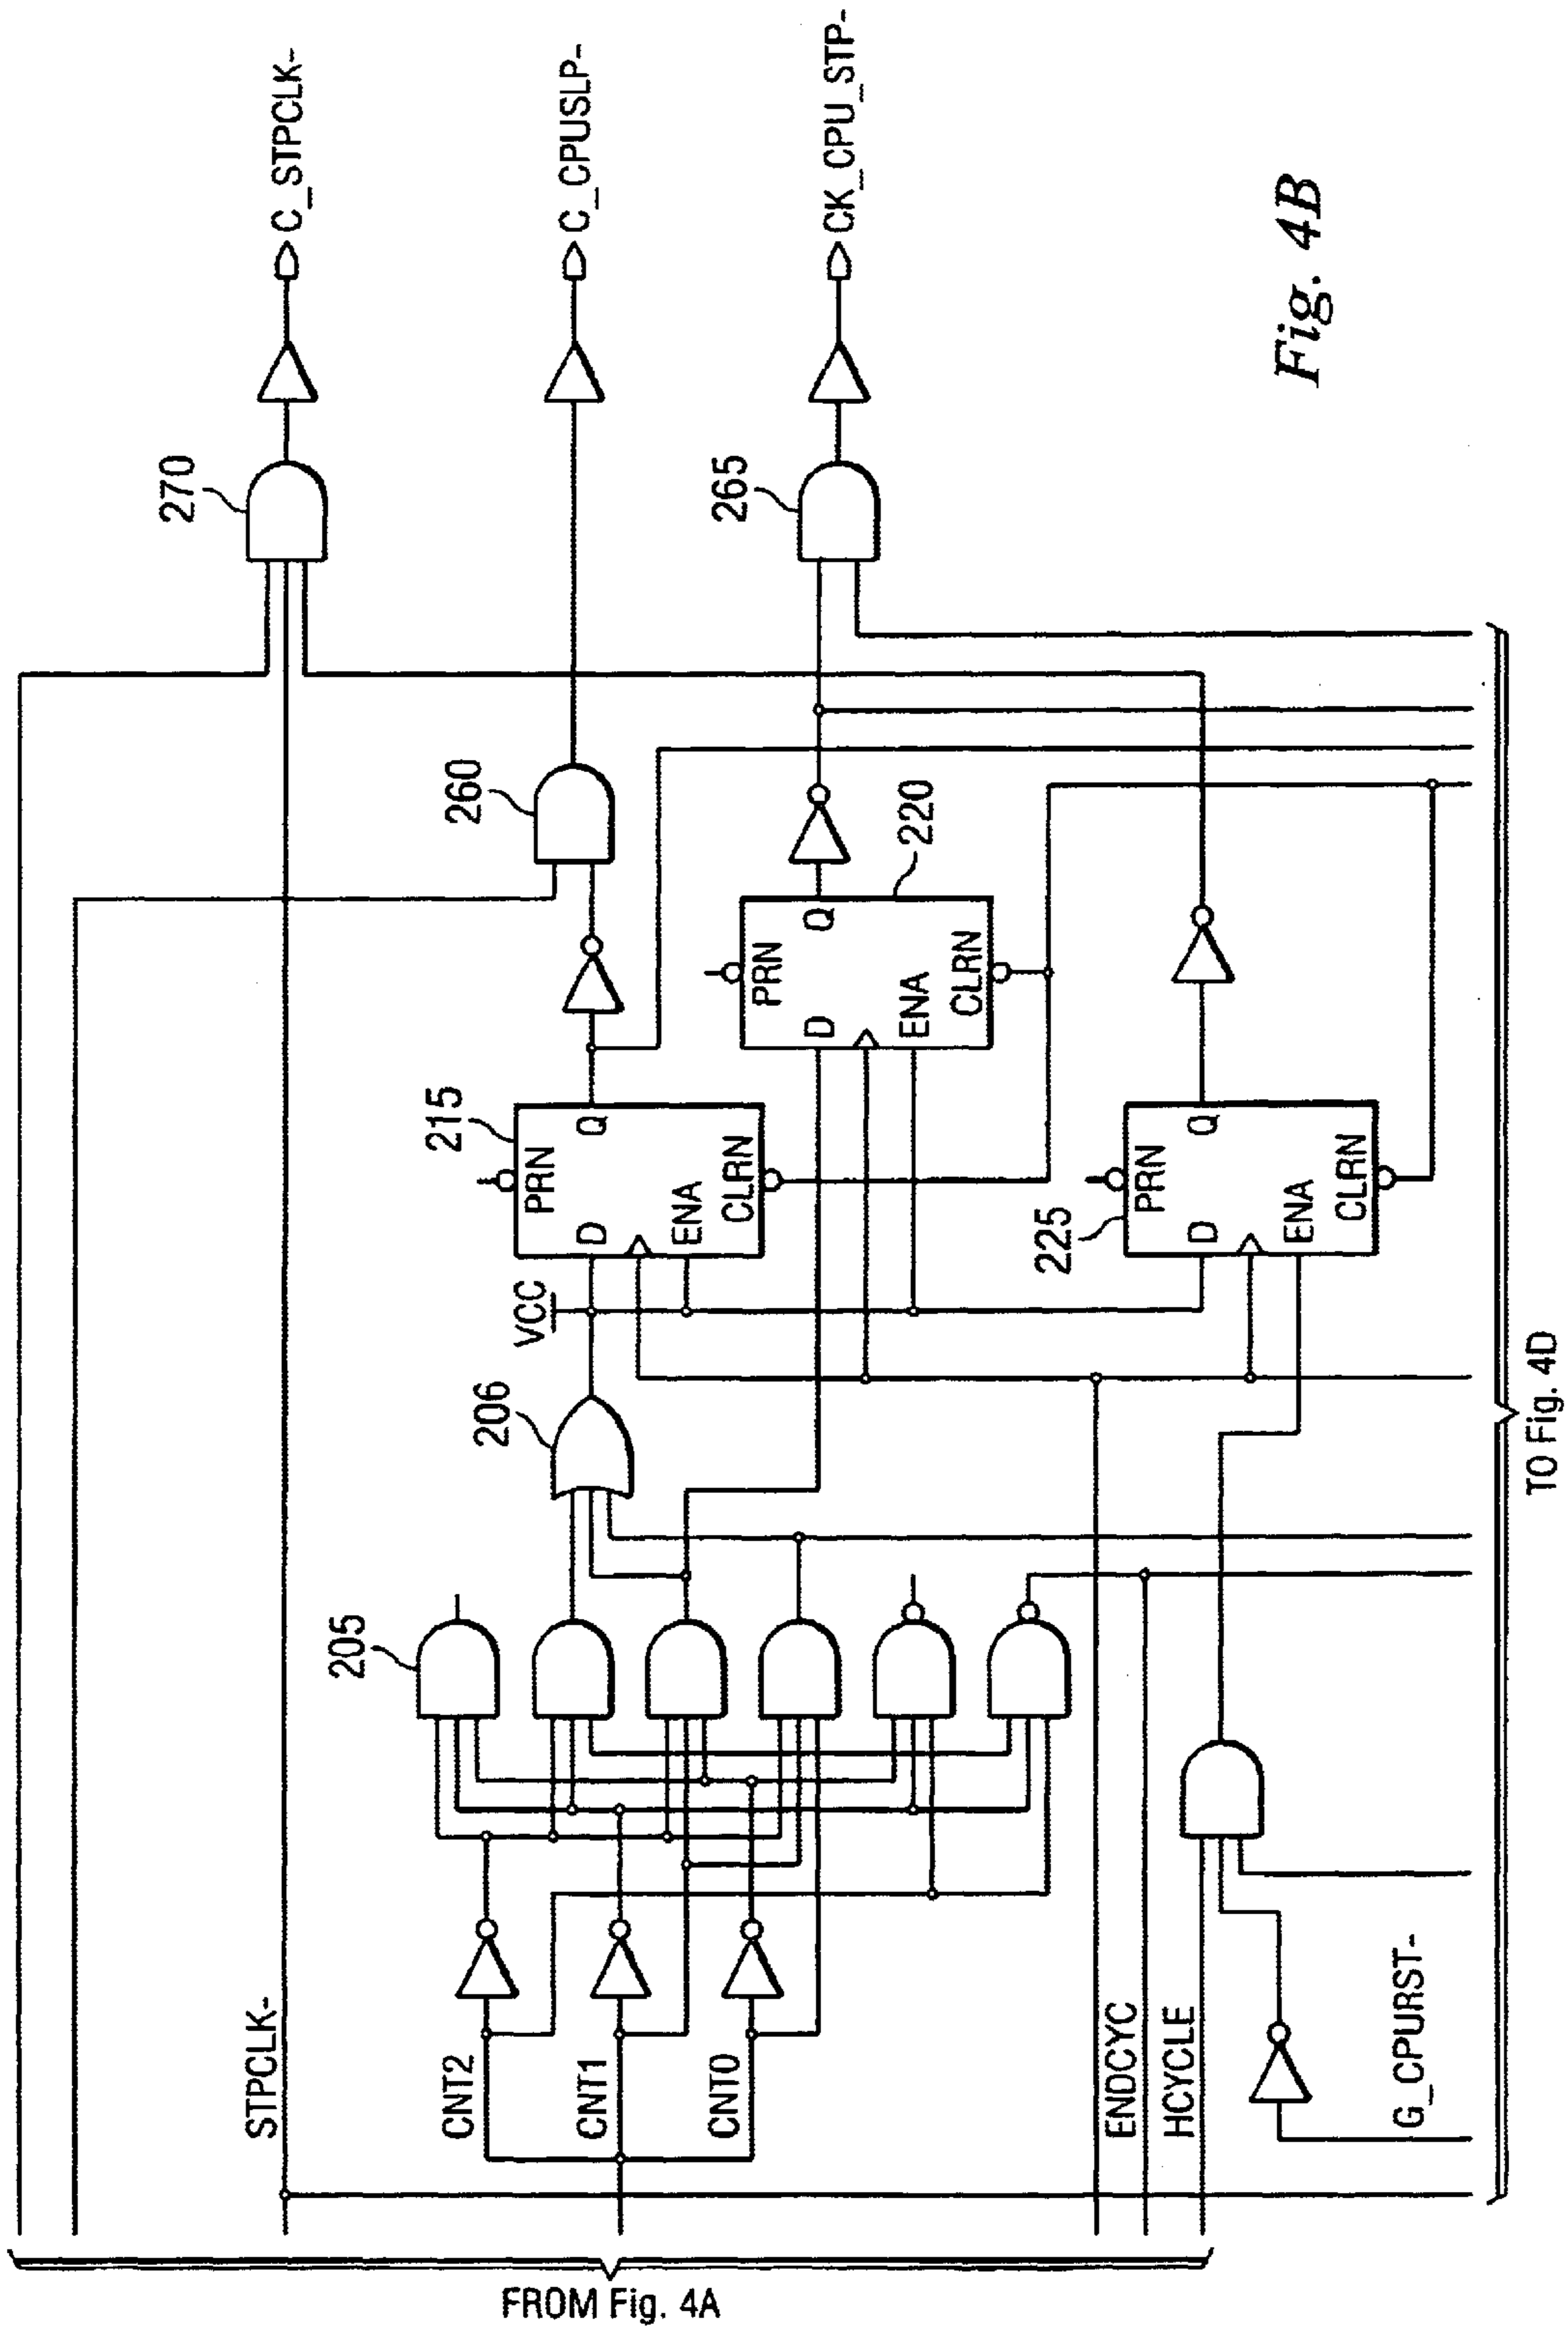 270
C_STPCLK-
STPCLK-
260
C_CPUSLP-
205
206
VCC
215
PRN
D
Q
ENA
CLRN
CNT2
CNT1
CNT0
265
CK_CPU_STP-
PRN
D
Q
ENA
CLRN
220
225
PRN
D
Q
ENA
CLRN
ENDCYC
HCYCLE
G_CPURST-
FROM Fig. 4A
TO Fig. 4D
Fig. 4B